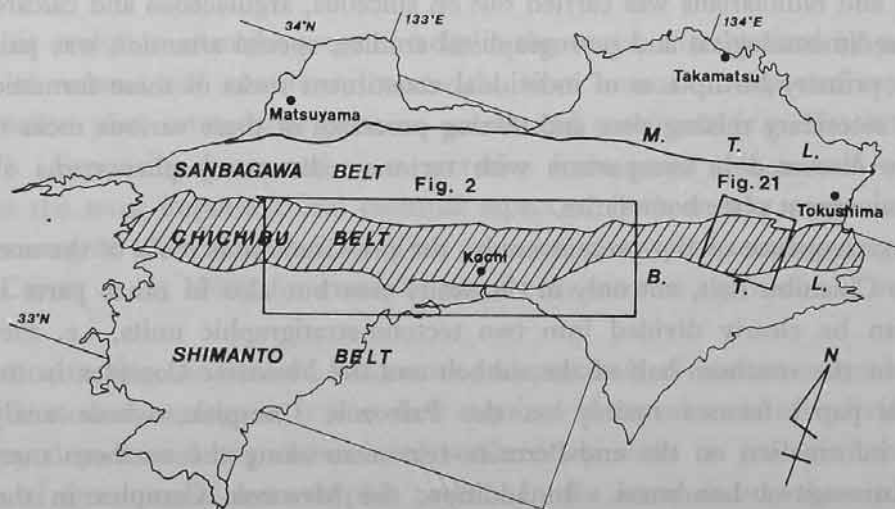 34°N
133°E
134°E
Takamatsu
Matsuyama
M. T. L.
SANBAGAWA BELT
Fig. 2
Fig. 21
Tokushima
CHICHIBU BELT
Kochi
B. T. L.
33°N
SHIMANTO BELT
N